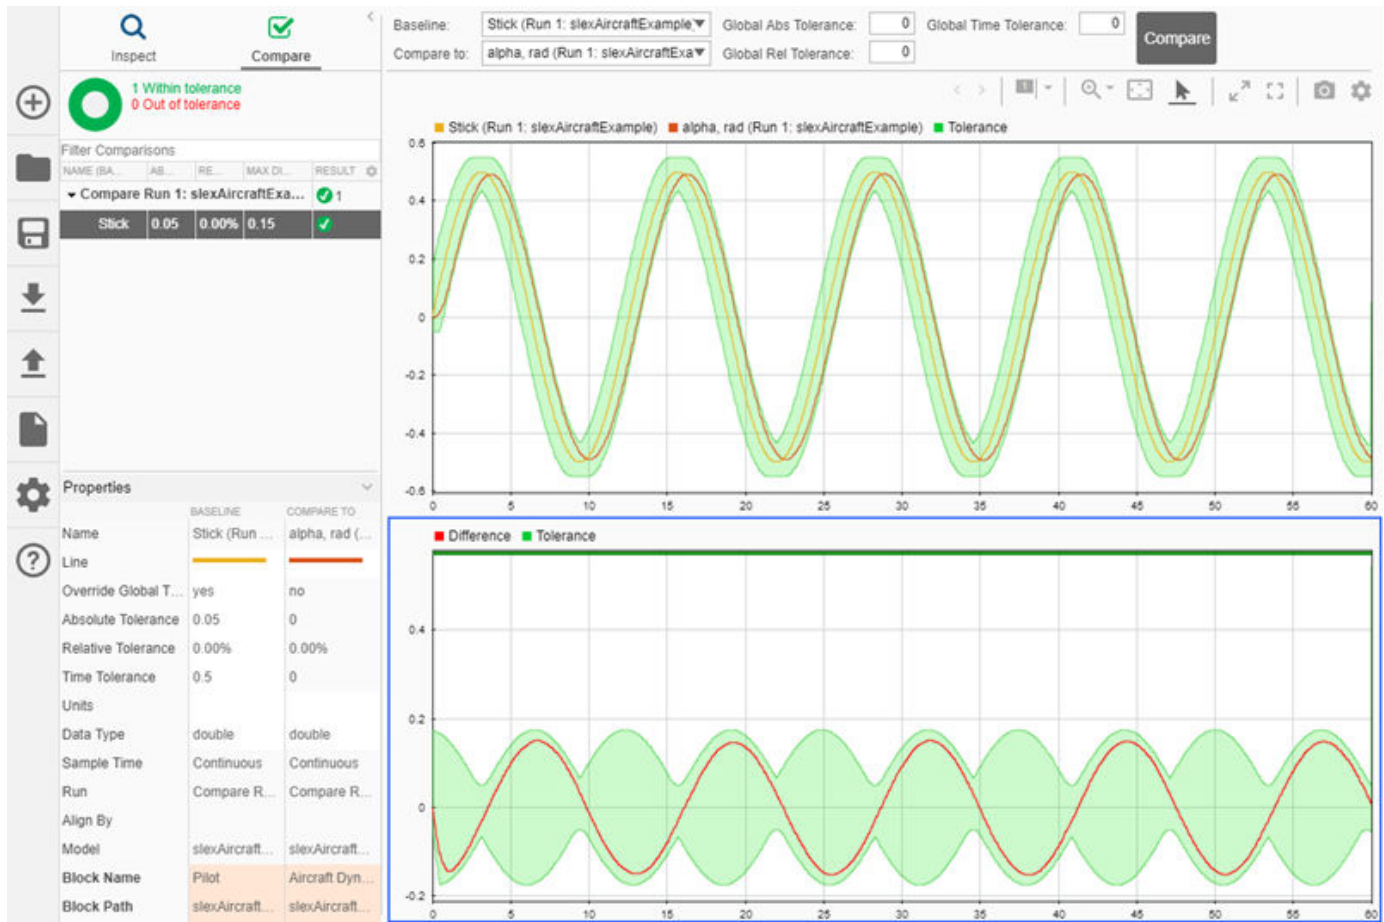 Inspect
Compare
1 Within tolerance
0 Out of tolerance
Filter Comparisons
NAME (BA... AB... RE... MAX DI... RESULT
Compare Run 1: slexAircraftExa... 1
Stick 0.05 0.00% 0.15
Properties
BASELINE COMPARE TO
Name Stick (Run ... alpha, rad (...
Line
Override Global T... yes no
Absolute Tolerance 0.05 0
Relative Tolerance 0.00% 0.00%
Time Tolerance 0.5 0
Units
Data Type double double
Sample Time Continuous Continuous
Run Compare R... Compare R...
Align By
Model slexAircraft... slexAircraft...
Block Name Pilot Aircraft Dyn...
Block Path slexAircraft... slexAircraft...
Baseline: Stick (Run 1: slexAircraftExample) Global Abs Tolerance: 0 Global Time Tolerance: 0
Compare to: alpha, rad (Run 1: slexAircraftExa Global Rel Tolerance: 0
Compare
Stick (Run 1: slexAircraftExample) alpha, rad (Run 1: slexAircraftExample) Tolerance
0.6
0.4
0.2
0
-0.2
-0.4
-0.6
0 5 10 15 20 25 30 35 40 45 50 55 60
Difference Tolerance
0.4
0.2
0
-0.2
0 5 10 15 20 25 30 35 40 45 50 55 60